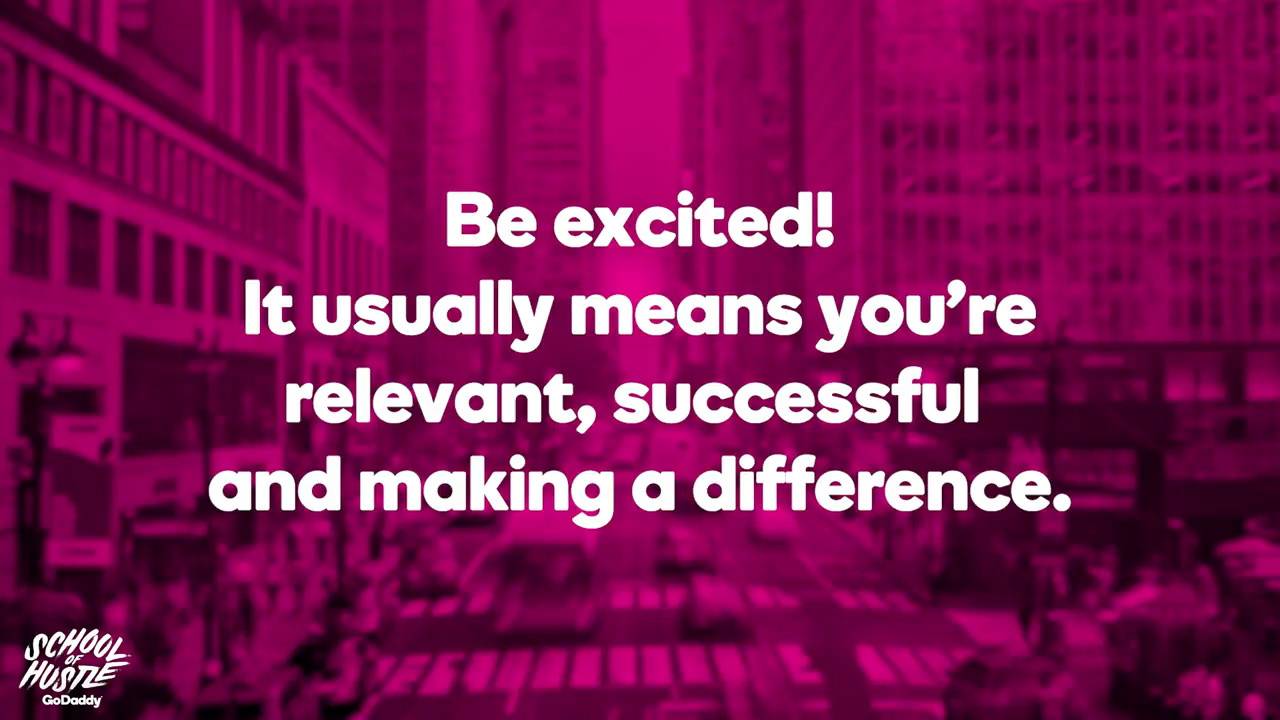 Be excited!
It usually means you’re
relevant, successful
and making a difference.
SCHOOL
OF
HUSTLE
GoDaddy